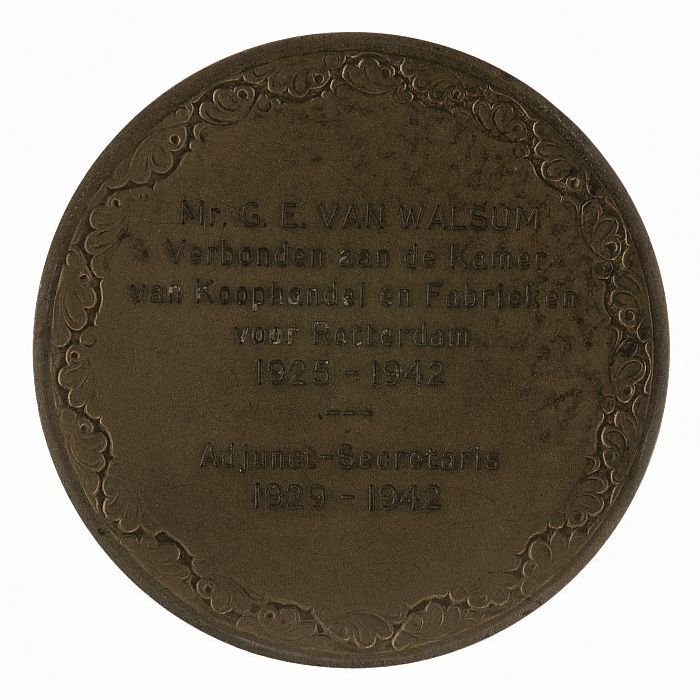 Mr. G. E. VAN WALSUM
Verbonden aan de Kamer
van Koophandel en Fabrieken
voor Rotterdam
1925 - 1942
---
Adjunct-Secretaris
1929 - 1942